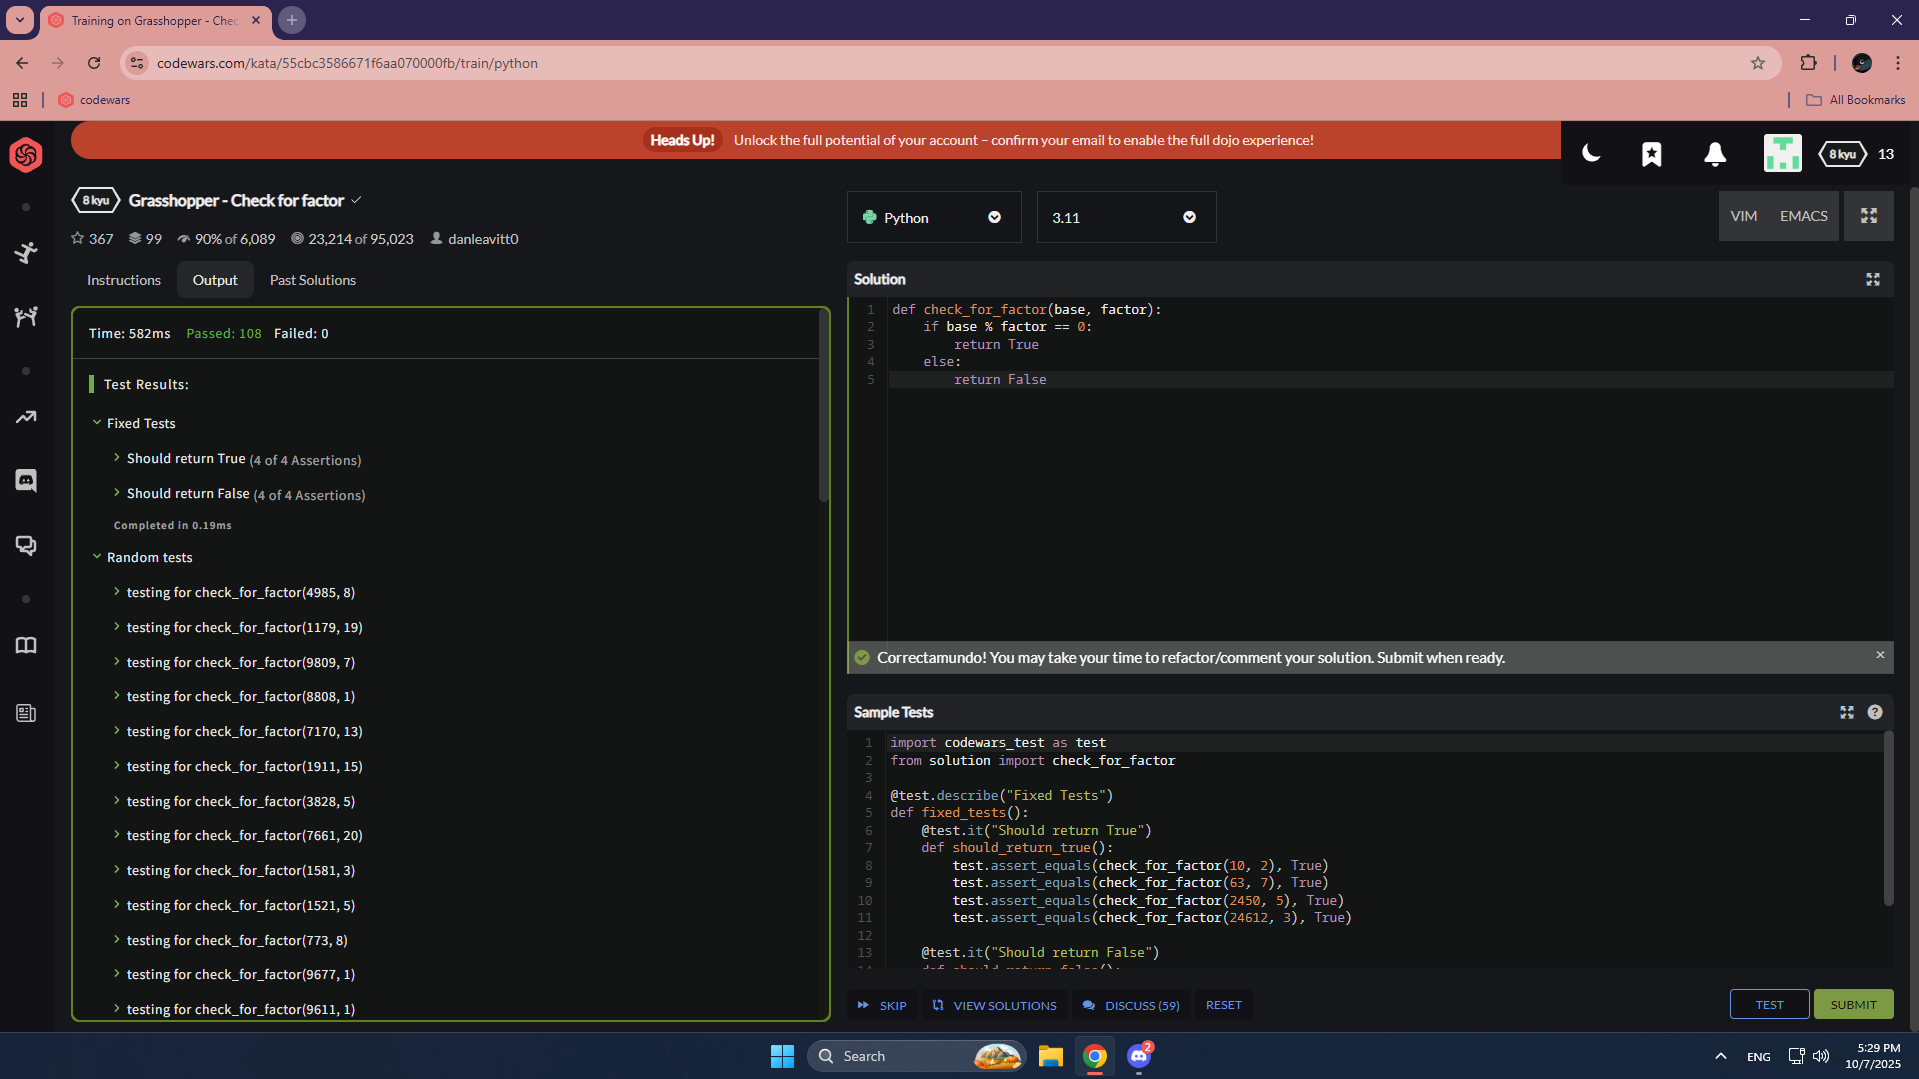 Training on Grasshopper - Chec
codewars.com/kata/55cbc3586671f6aa070000fb/train/python
codewars
All Bookmarks
Heads Up! Unlock the full potential of your account – confirm your email to enable the full dojo experience!
8 kyu 13
8 kyu Grasshopper - Check for factor
367 99 90% of 6,089 23,214 of 95,023 danleavitt0
Python
3.11
VIM EMACS
Instructions Output Past Solutions
Time: 582ms Passed: 108 Failed: 0
Test Results:
Fixed Tests
Should return True (4 of 4 Assertions)
Should return False (4 of 4 Assertions)
Completed in 0.19ms
Random tests
testing for check_for_factor(4985, 8)
testing for check_for_factor(1179, 19)
testing for check_for_factor(9809, 7)
testing for check_for_factor(8808, 1)
testing for check_for_factor(7170, 13)
testing for check_for_factor(1911, 15)
testing for check_for_factor(3828, 5)
testing for check_for_factor(7661, 20)
testing for check_for_factor(1581, 3)
testing for check_for_factor(1521, 5)
testing for check_for_factor(773, 8)
testing for check_for_factor(9677, 1)
testing for check_for_factor(9611, 1)
Solution
1 def check_for_factor(base, factor):
2 if base % factor == 0:
3 return True
4 else:
5 return False
Correctamundo! You may take your time to refactor/comment your solution. Submit when ready.
Sample Tests
1 import codewars_test as test
2 from solution import check_for_factor
3
4 @test.describe("Fixed Tests")
5 def fixed_tests():
6 @test.it("Should return True")
7 def should_return_true():
8 test.assert_equals(check_for_factor(10, 2), True)
9 test.assert_equals(check_for_factor(63, 7), True)
10 test.assert_equals(check_for_factor(2450, 5), True)
11 test.assert_equals(check_for_factor(24612, 3), True)
12
13 @test.it("Should return False")
SKIP VIEW SOLUTIONS DISCUSS (59) RESET
TEST SUBMIT
Search
2
ENG
5:29 PM
10/7/2025